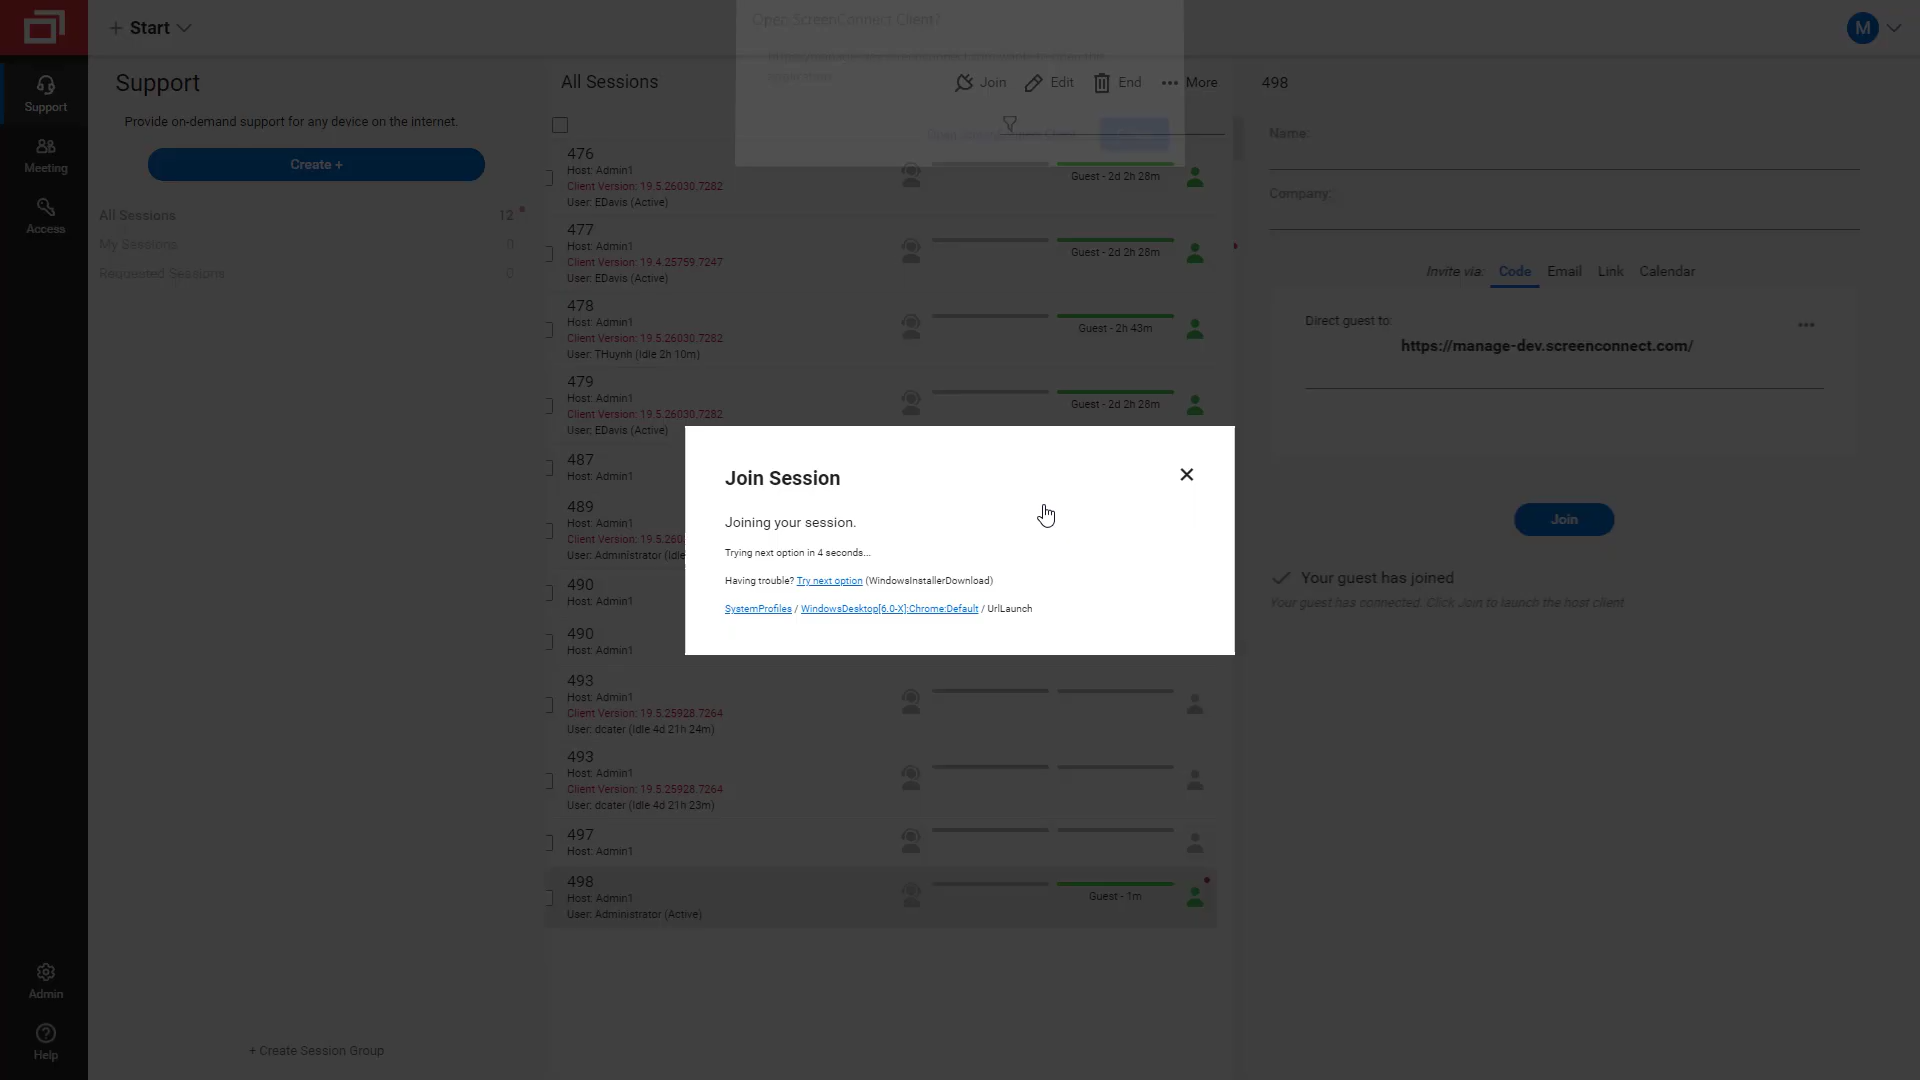 Start
M
Support
Meeting
Access
Admin
Help
Support
Provide on-demand support for any device on the internet.
Create +
All Sessions 12
My Sessions 0
Requested Sessions 0
+ Create Session Group
Open ScreenConnect Client?
All Sessions
Join Edit End More
476
Host: Admin1
Client Version: 19.5.26030.7282
User: EDavis (Active)
Guest - 2d 2h 28m
477
Host: Admin1
Client Version: 19.4.25759.7247
User: EDavis (Active)
Guest - 2d 2h 28m
478
Host: Admin1
Client Version: 19.5.26030.7282
User: THuynh (Idle 2h 10m)
Guest - 2h 43m
479
Host: Admin1
Client Version: 19.5.26030.7282
User: EDavis (Active)
Guest - 2d 2h 28m
487
Host: Admin1
489
Host: Admin1
Client Version: 19.5.260
User: Administrator (Idle
490
Host: Admin1
490
Host: Admin1
493
Host: Admin1
Client Version: 19.5.25928.7264
User: dcater (Idle 4d 21h 24m)
493
Host: Admin1
Client Version: 19.5.25928.7264
User: dcater (Idle 4d 21h 23m)
497
Host: Admin1
498
Host: Admin1
User: Administrator (Active)
Guest - 1m
Join Session
Joining your session.
Trying next option in 4 seconds...
Having trouble? Try next option (WindowsInstallerDownload)
SystemProfiles / WindowsDesktop[6.0-X]:Chrome:Default / UrlLaunch
498
Name:
Company:
Invite via: Code Email Link Calendar
Direct guest to:
https://manage-dev.screenconnect.com/
Join
Your guest has joined
Your guest has connected. Click Join to launch the host client.